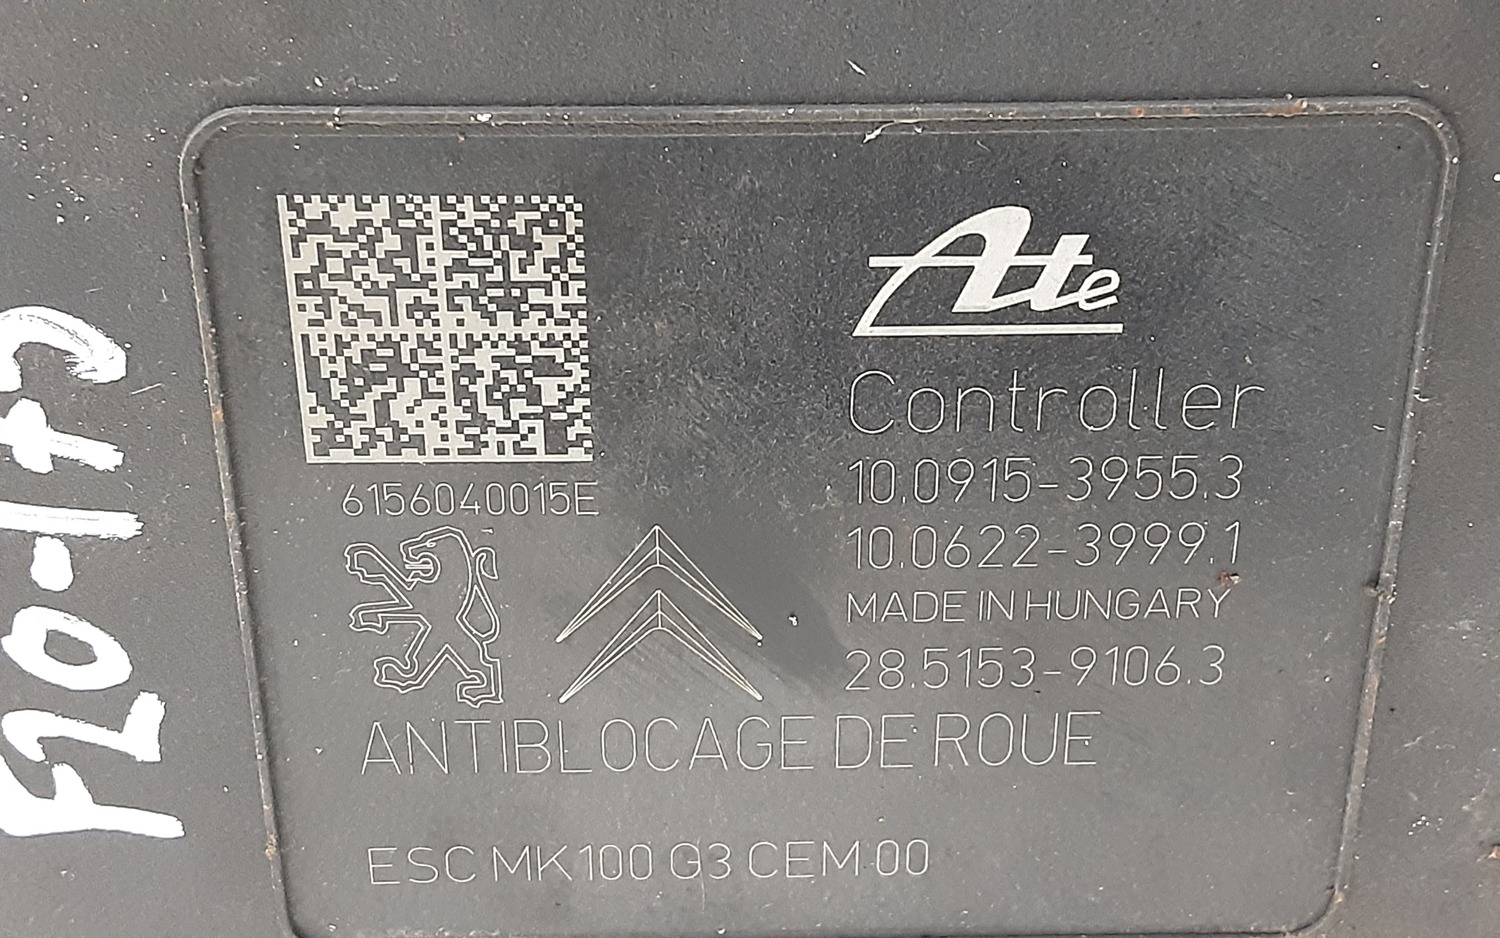 Ate
Controller
10.0915-3955.3
10.0622-3999.1
MADE IN HUNGARY
28.5153-9106.3
6156040015E
ANTIBLOCAGE DE ROUE
ESC MK100 G3 CEM 00